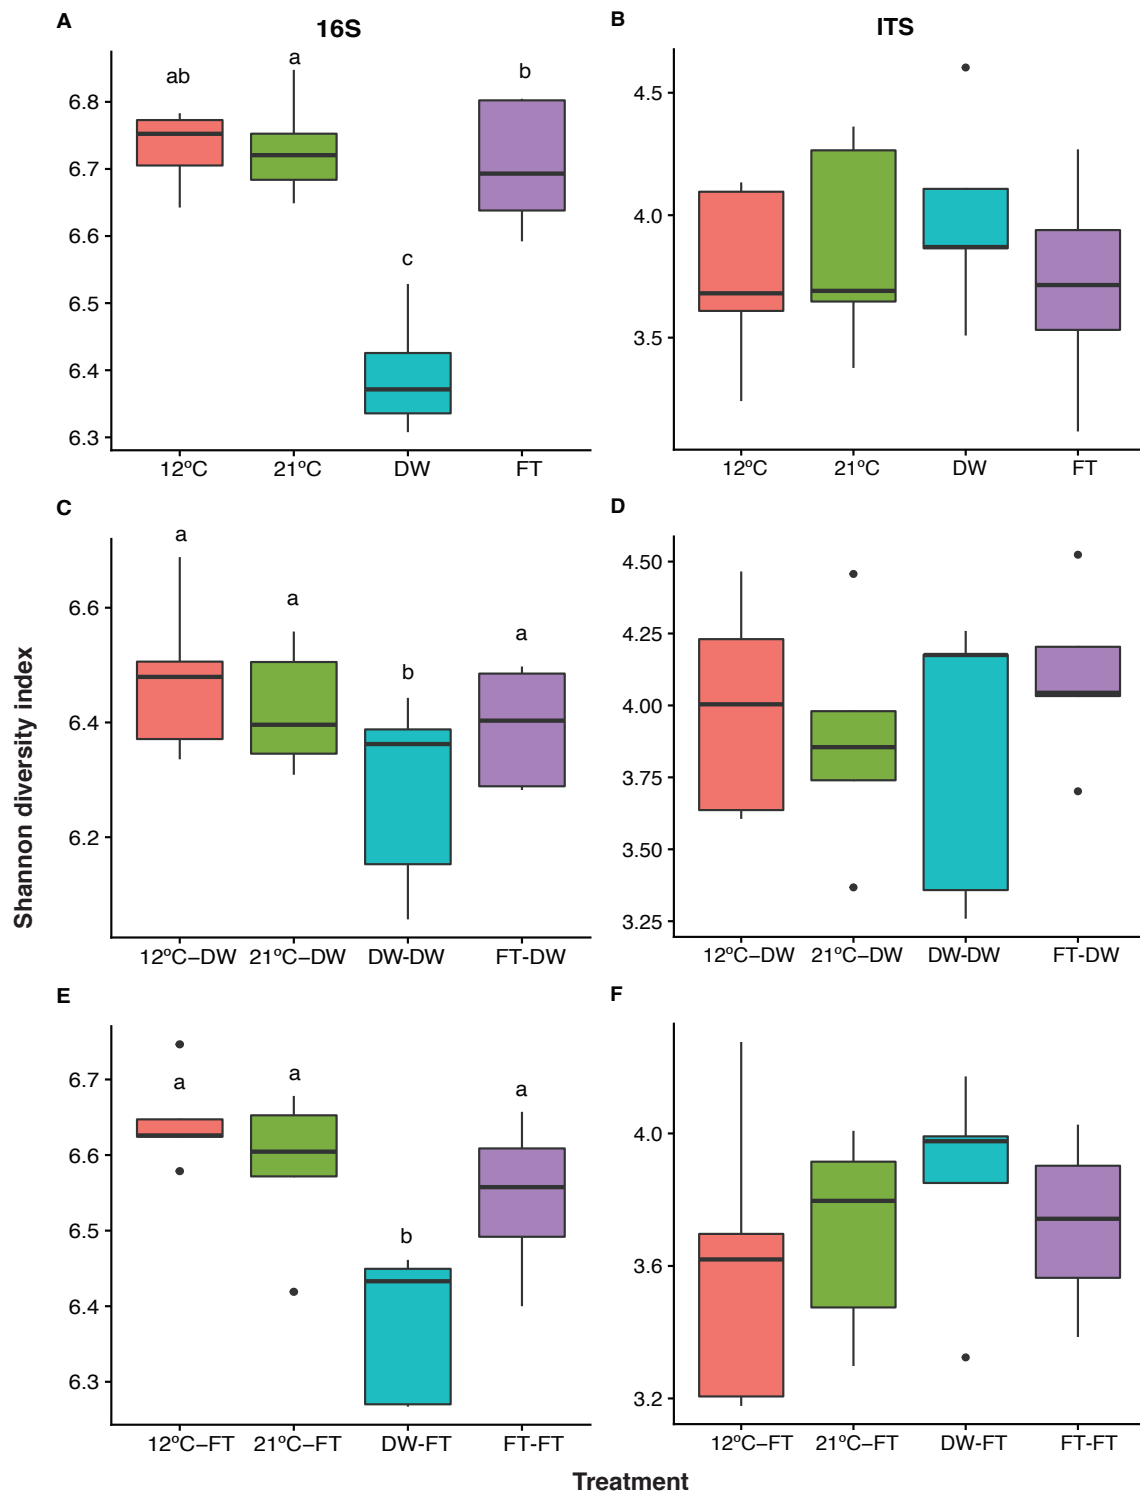 A
16S
B
ITS
ab
a
c
b
6.8
6.7
6.6
6.5
6.4
6.3
12ºC
21ºC
DW
FT
4.5
4.0
3.5
12ºC
21ºC
DW
FT
C
a
a
b
a
6.6
6.4
6.2
12ºC–DW
21ºC–DW
DW-DW
FT-DW
D
4.50
4.25
4.00
3.75
3.50
3.25
12ºC–DW
21ºC–DW
DW-DW
FT-DW
Shannon diversity index
E
a
a
b
a
6.7
6.6
6.5
6.4
6.3
12ºC–FT
21ºC–FT
DW-FT
FT-FT
F
4.0
3.6
3.2
12ºC–FT
21ºC–FT
DW-FT
FT-FT
Treatment